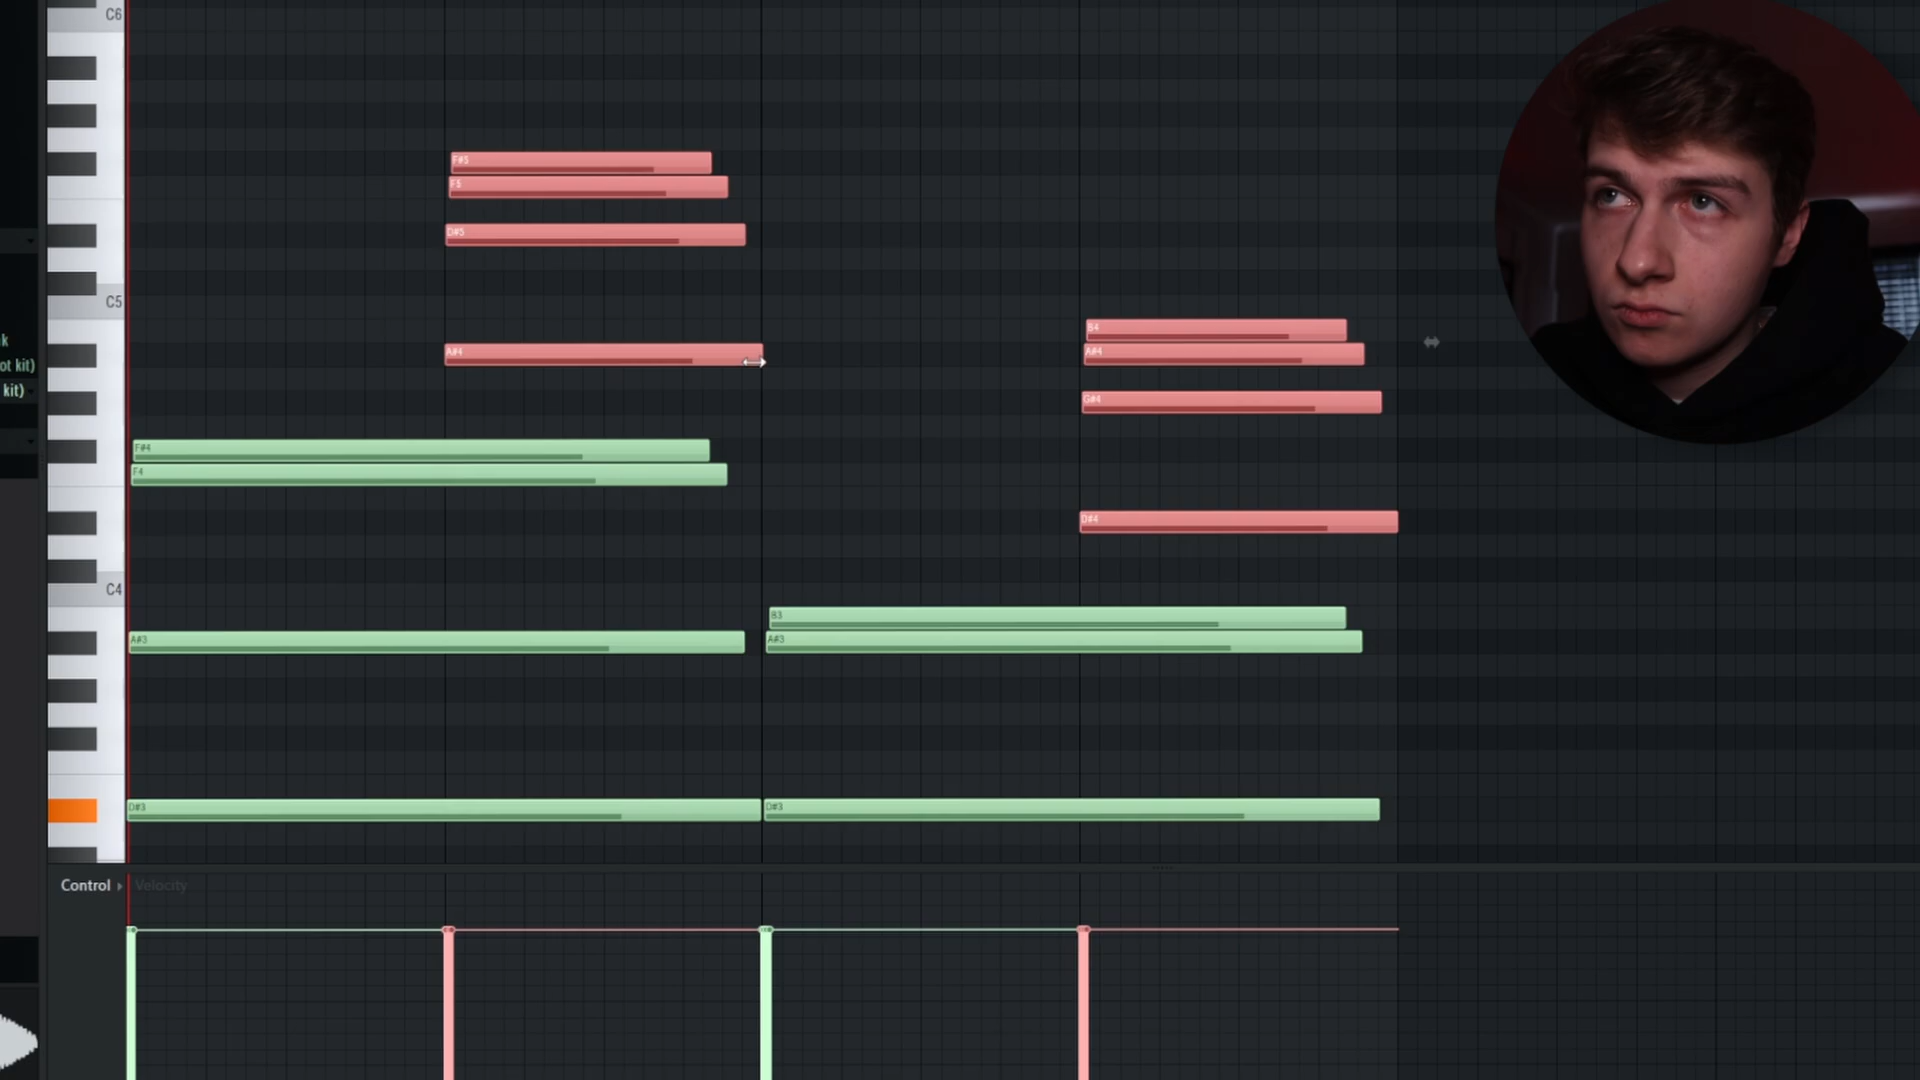 C6
F#5
F5
D#5
C5
B4
k
A#4
A#4
ot kit)
kit)
G#4
F#4
F4
D#4
C4
B3
A#3
A#3
D#3
D#3
Control
Velocity